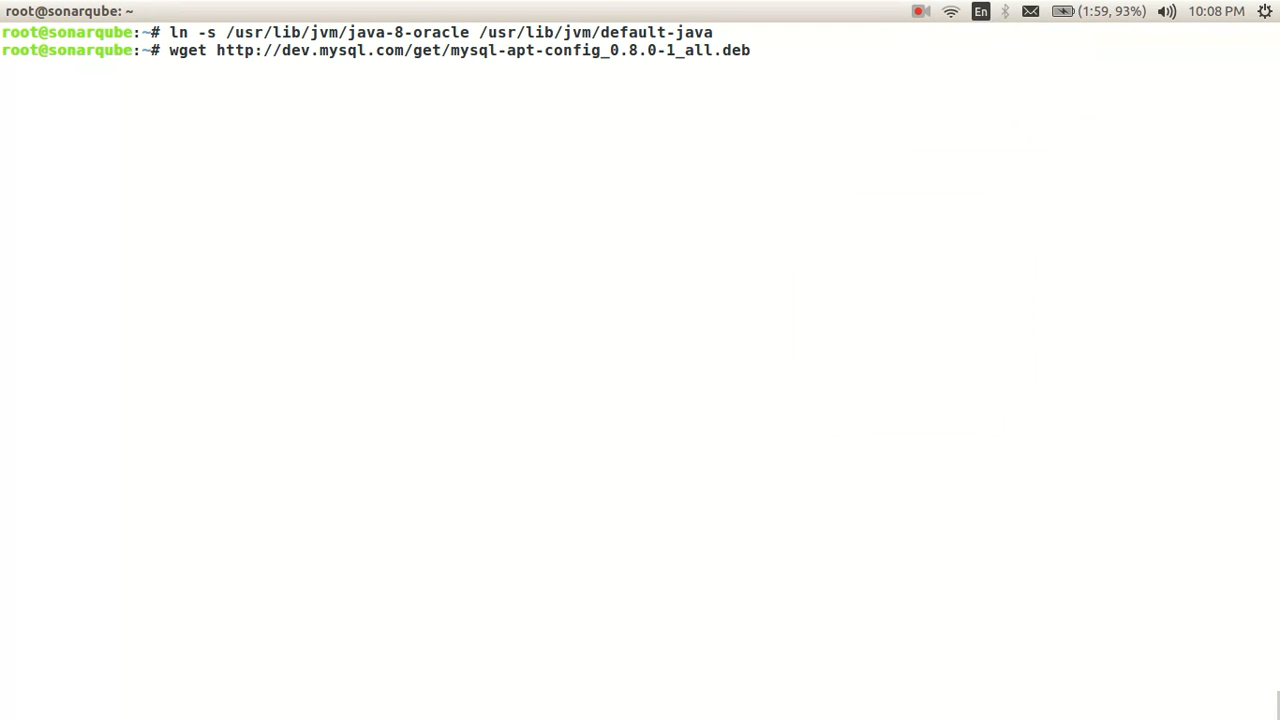 root@sonarqube: ~
En
(1:59, 93%)
10:08 PM
root@sonarqube:~# ln -s /usr/lib/jvm/java-8-oracle /usr/lib/jvm/default-java
root@sonarqube:~# wget http://dev.mysql.com/get/mysql-apt-config_0.8.0-1_all.deb